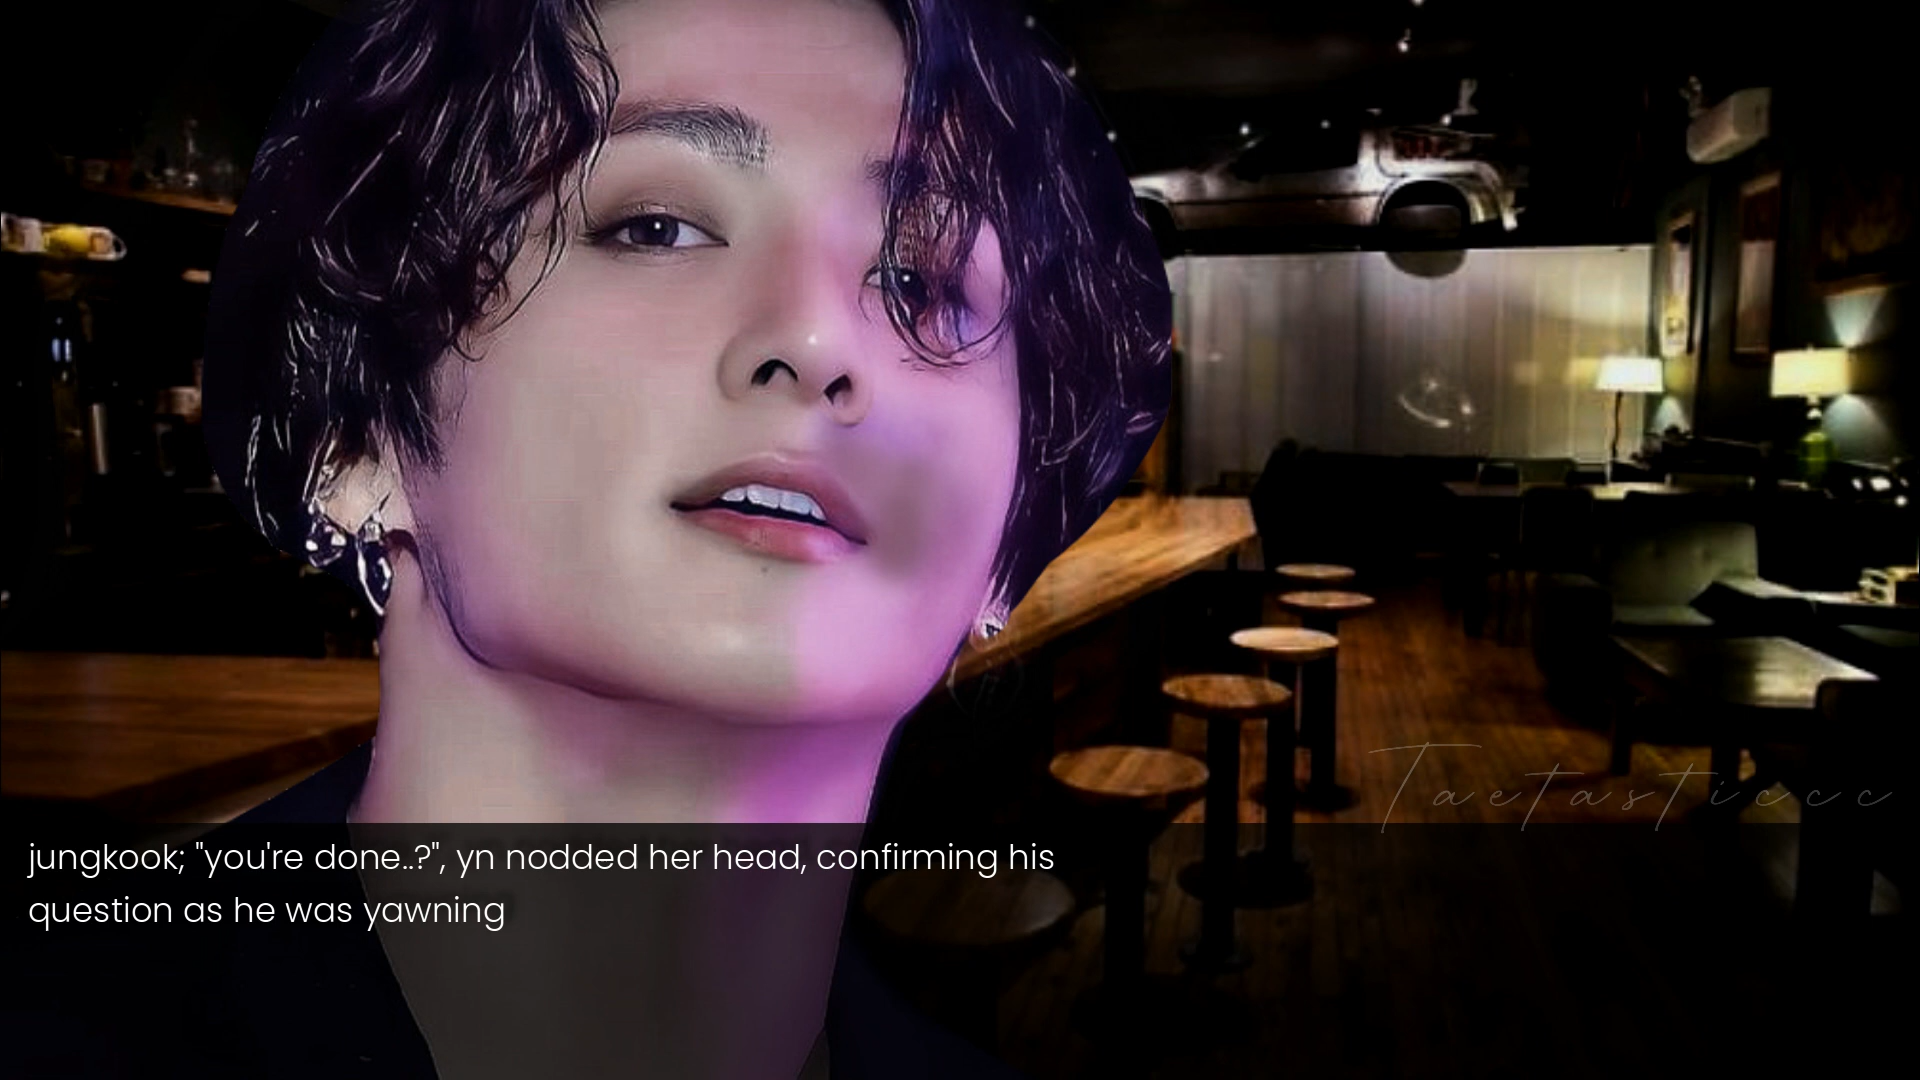 Taetasticcc
jungkook; "you're done..?", yn nodded her head, confirming his
question as he was yawning